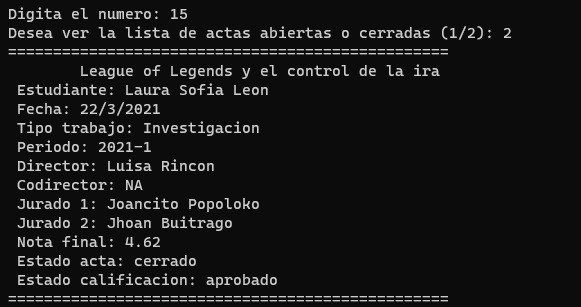 Digita el numero: 15
Desea ver la lista de actas abiertas o cerradas (1/2): 2
=================================================
League of Legends y el control de la ira
Estudiante: Laura Sofia Leon
Fecha: 22/3/2021
Tipo trabajo: Investigacion
Periodo: 2021-1
Director: Luisa Rincon
Codirector: NA
Jurado 1: Joancito Popoloko
Jurado 2: Jhoan Buitrago
Nota final: 4.62
Estado acta: cerrado
Estado calificacion: aprobado
=================================================